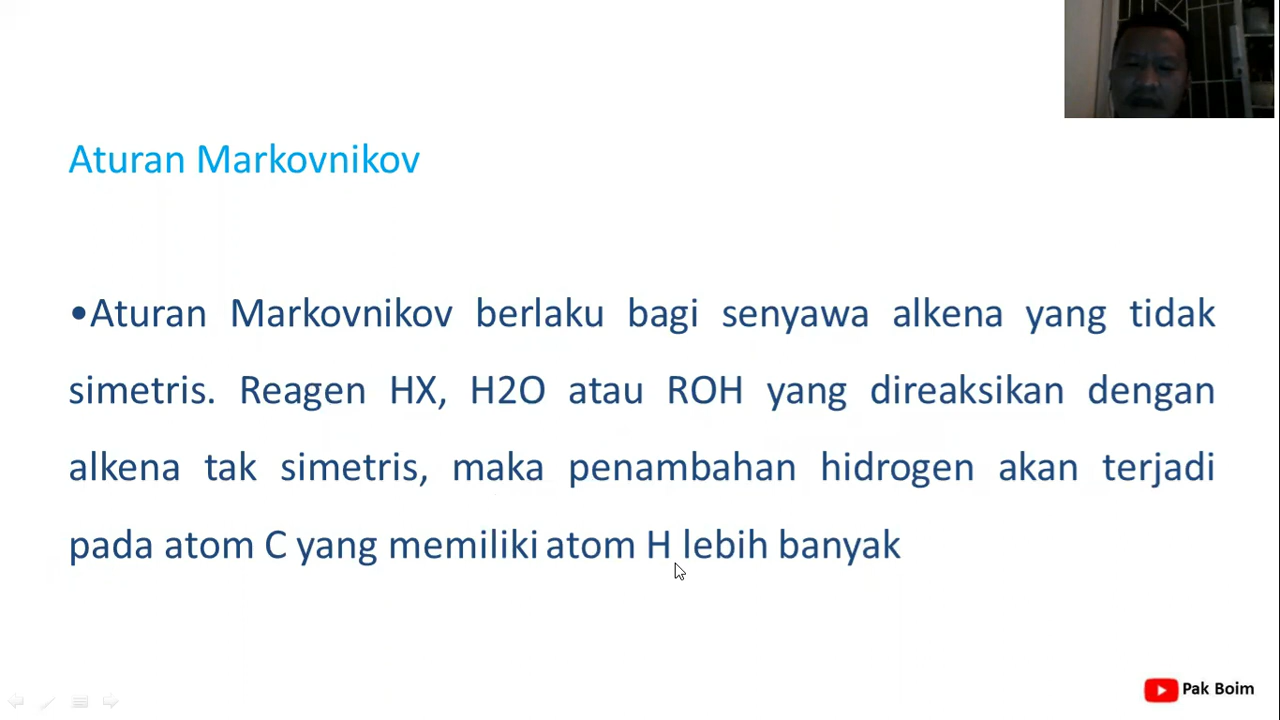 Aturan Markovnikov
•Aturan Markovnikov berlaku bagi senyawa alkena yang tidak
simetris. Reagen HX, H2O atau ROH yang direaksikan dengan
alkena tak simetris, maka penambahan hidrogen akan terjadi
pada atom C yang memiliki atom H lebih banyak
Pak Boim